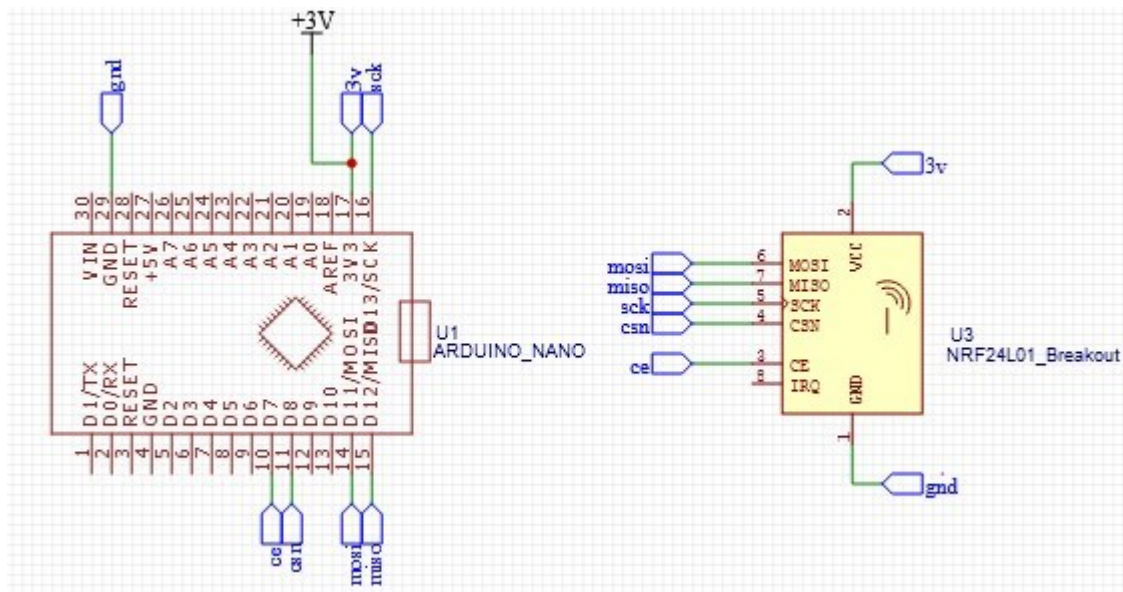 +3V
gnd
3v
sck
30
29
28
27
26
25
24
23
22
21
20
19
18
17
16
VIN
GND
RESET
+5V
A7
A6
A5
A4
A3
A2
A1
A0
AREF
3V3
D13/SCK
U1
ARDUINO_NANO
D1/TX
D0/RX
RESET
GND
D2
D3
D4
D5
D6
D7
D8
D9
D10
D11/MOSI
D12/MISO
1
2
3
4
5
6
7
8
9
10
11
12
13
14
15
ce
csn
mosi
miso
3v
2
VCC
mosi
6
MOSI
miso
7
MISO
sck
5
SCK
csn
4
CSN
ce
3
CE
8
IRQ
GND
U3
NRF24L01_Breakout
1
gnd